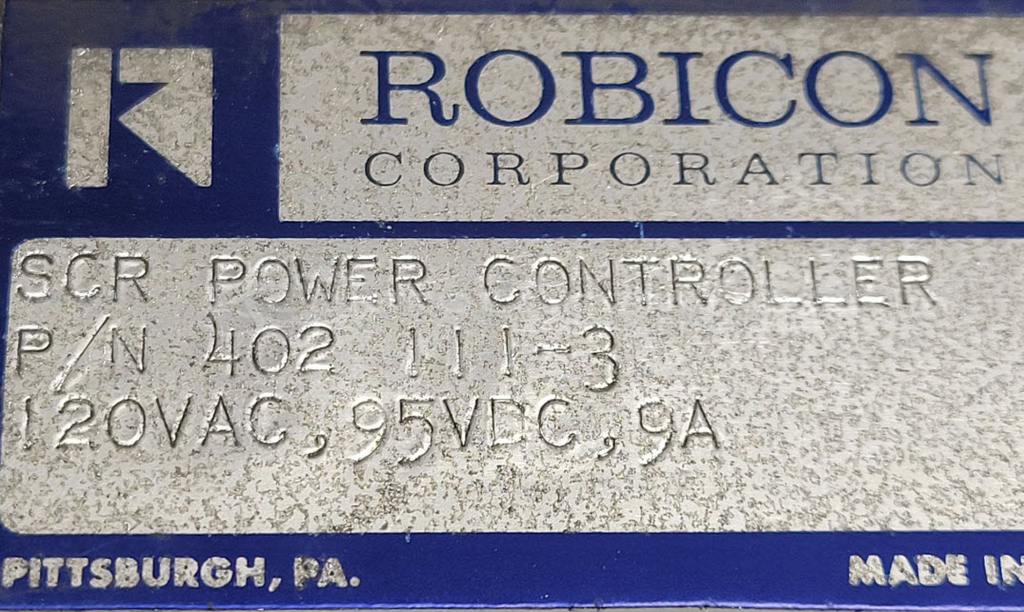 ROBICON
CORPORATION
SCR POWER CONTROLLER
P/N 402 111-3
120VAC,95VDC,9A
PITTSBURGH, PA.
MADE IN